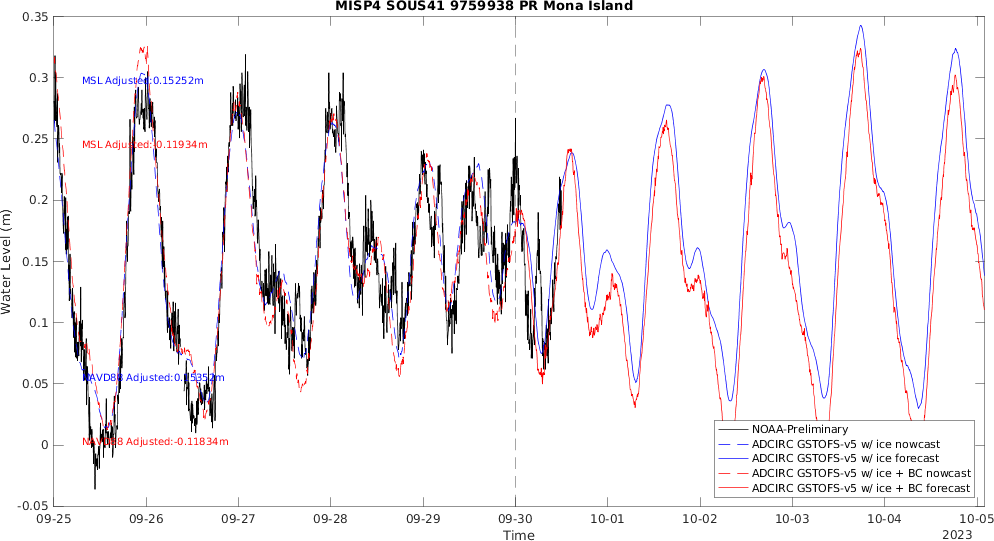 MISP4 SOUS41 9759938 PR Mona Island
0.35
0.3
0.25
0.2
0.15
0.1
0.05
0
-0.05
Water Level (m)
MSL Adjusted:0.15252m
MSL Adjusted:-0.11934m
NAVD88 Adjusted:0.15352m
NAVD88 Adjusted:-0.11834m
NOAA-Preliminary
ADCIRC GSTOFS-v5 w/ ice nowcast
ADCIRC GSTOFS-v5 w/ ice forecast
ADCIRC GSTOFS-v5 w/ ice + BC nowcast
ADCIRC GSTOFS-v5 w/ ice + BC forecast
09-25 09-26 09-27 09-28 09-29 09-30 10-01 10-02 10-03 10-04 10-05
Time
2023